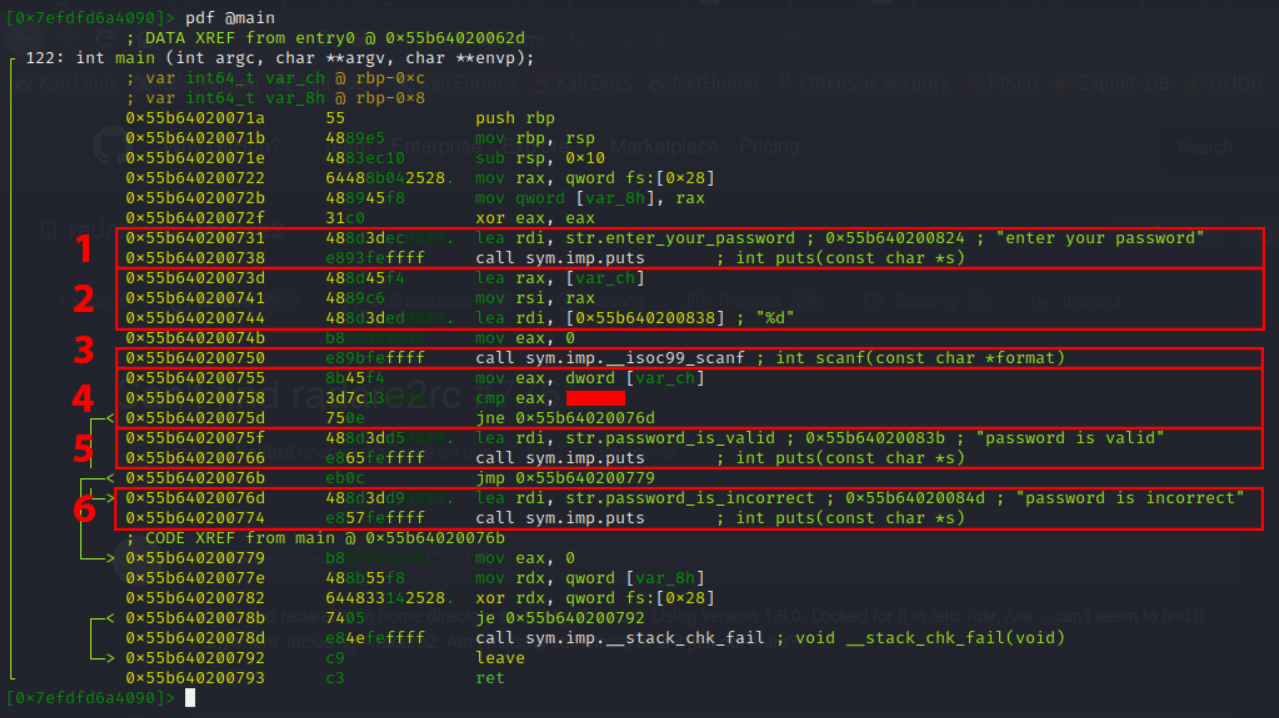 [0×7efdfd6a4090]> pdf @main
; DATA XREF from entry0 @ 0×55b64020062d
122: int main (int argc, char **argv, char **envp);
; var int64_t var_ch @ rbp-0×c
; var int64_t var_8h @ rbp-0×8
0×55b64020071a 55 push rbp
0×55b64020071b 4889e5 mov rbp, rsp
0×55b64020071e 4883ec10 sub rsp, 0×10
0×55b640200722 64488b042528. mov rax, qword fs:[0×28]
0×55b64020072b 488945f8 mov qword [var_8h], rax
0×55b64020072f 31c0 xor eax, eax
1 0×55b640200731 488d3dec . lea rdi, str.enter_your_password ; 0×55b640200824 ; "enter your password"
0×55b640200738 e893feffff call sym.imp.puts ; int puts(const char *s)
0×55b64020073d 488d45f4 lea rax, [var_ch]
2 0×55b640200741 4889c6 mov rsi, rax
0×55b640200744 488d3ded . lea rdi, [0×55b640200838] ; "%d"
0×55b64020074b b8 mov eax, 0
3 0×55b640200750 e89bfeffff call sym.imp.__isoc99_scanf ; int scanf(const char *format)
0×55b640200755 8b45f4 mov eax, dword [var_ch]
4 0×55b640200758 3d7c13 cmp eax,
0×55b64020075d 750e jne 0×55b64020076d
5 0×55b64020075f 488d3dd5 . lea rdi, str.password_is_valid ; 0×55b64020083b ; "password is valid"
0×55b640200766 e865feffff call sym.imp.puts ; int puts(const char *s)
0×55b64020076b eb0c jmp 0×55b640200779
6 0×55b64020076d 488d3dd9 . lea rdi, str.password_is_incorrect ; 0×55b64020084d ; "password is incorrect"
0×55b640200774 e857feffff call sym.imp.puts ; int puts(const char *s)
; CODE XREF from main @ 0×55b64020076b
0×55b640200779 b8 mov eax, 0
0×55b64020077e 488b55f8 mov rdx, qword [var_8h]
0×55b640200782 644833142528. xor rdx, qword fs:[0×28]
0×55b64020078b 7405 je 0×55b640200792
0×55b64020078d e84efeffff call sym.imp.__stack_chk_fail ; void __stack_chk_fail(void)
0×55b640200792 c9 leave
0×55b640200793 c3 ret
[0×7efdfd6a4090]>